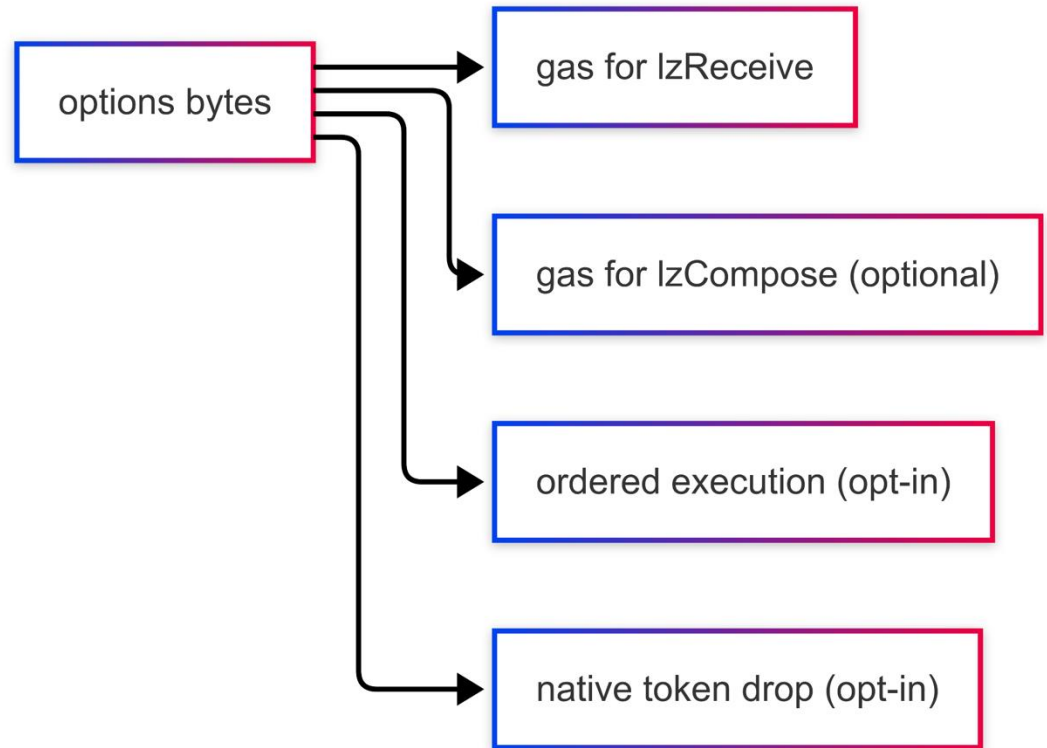 options bytes
gas for lzReceive
gas for lzCompose (optional)
ordered execution (opt-in)
native token drop (opt-in)